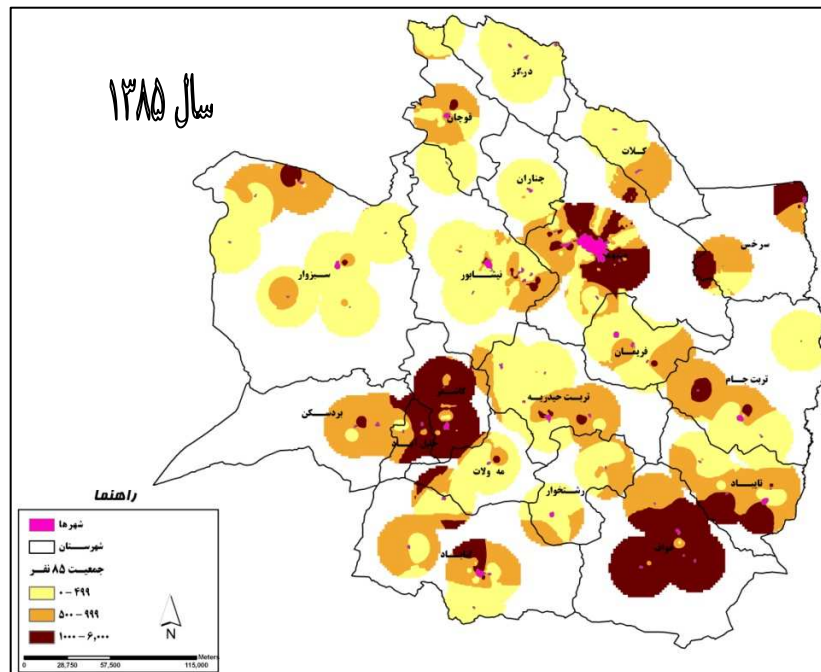 سال ۱۳۸۵
درگز
قوچان
کلات
چناران
سرخس
سبزوار
نیشابور
فریمان
تربت جام
بردسکن
تربت حیدریه
مه ولات
تایباد
رشتخوار
خواف
راهنما
شهرها
شهرستان
جمعیت ۸۵ نفر
۰ - ۴۹۹
۵۰۰ - ۹۹۹
۱۰۰۰ - ۶,۰۰۰
N
Meters
0 28,750 57,500 115,000